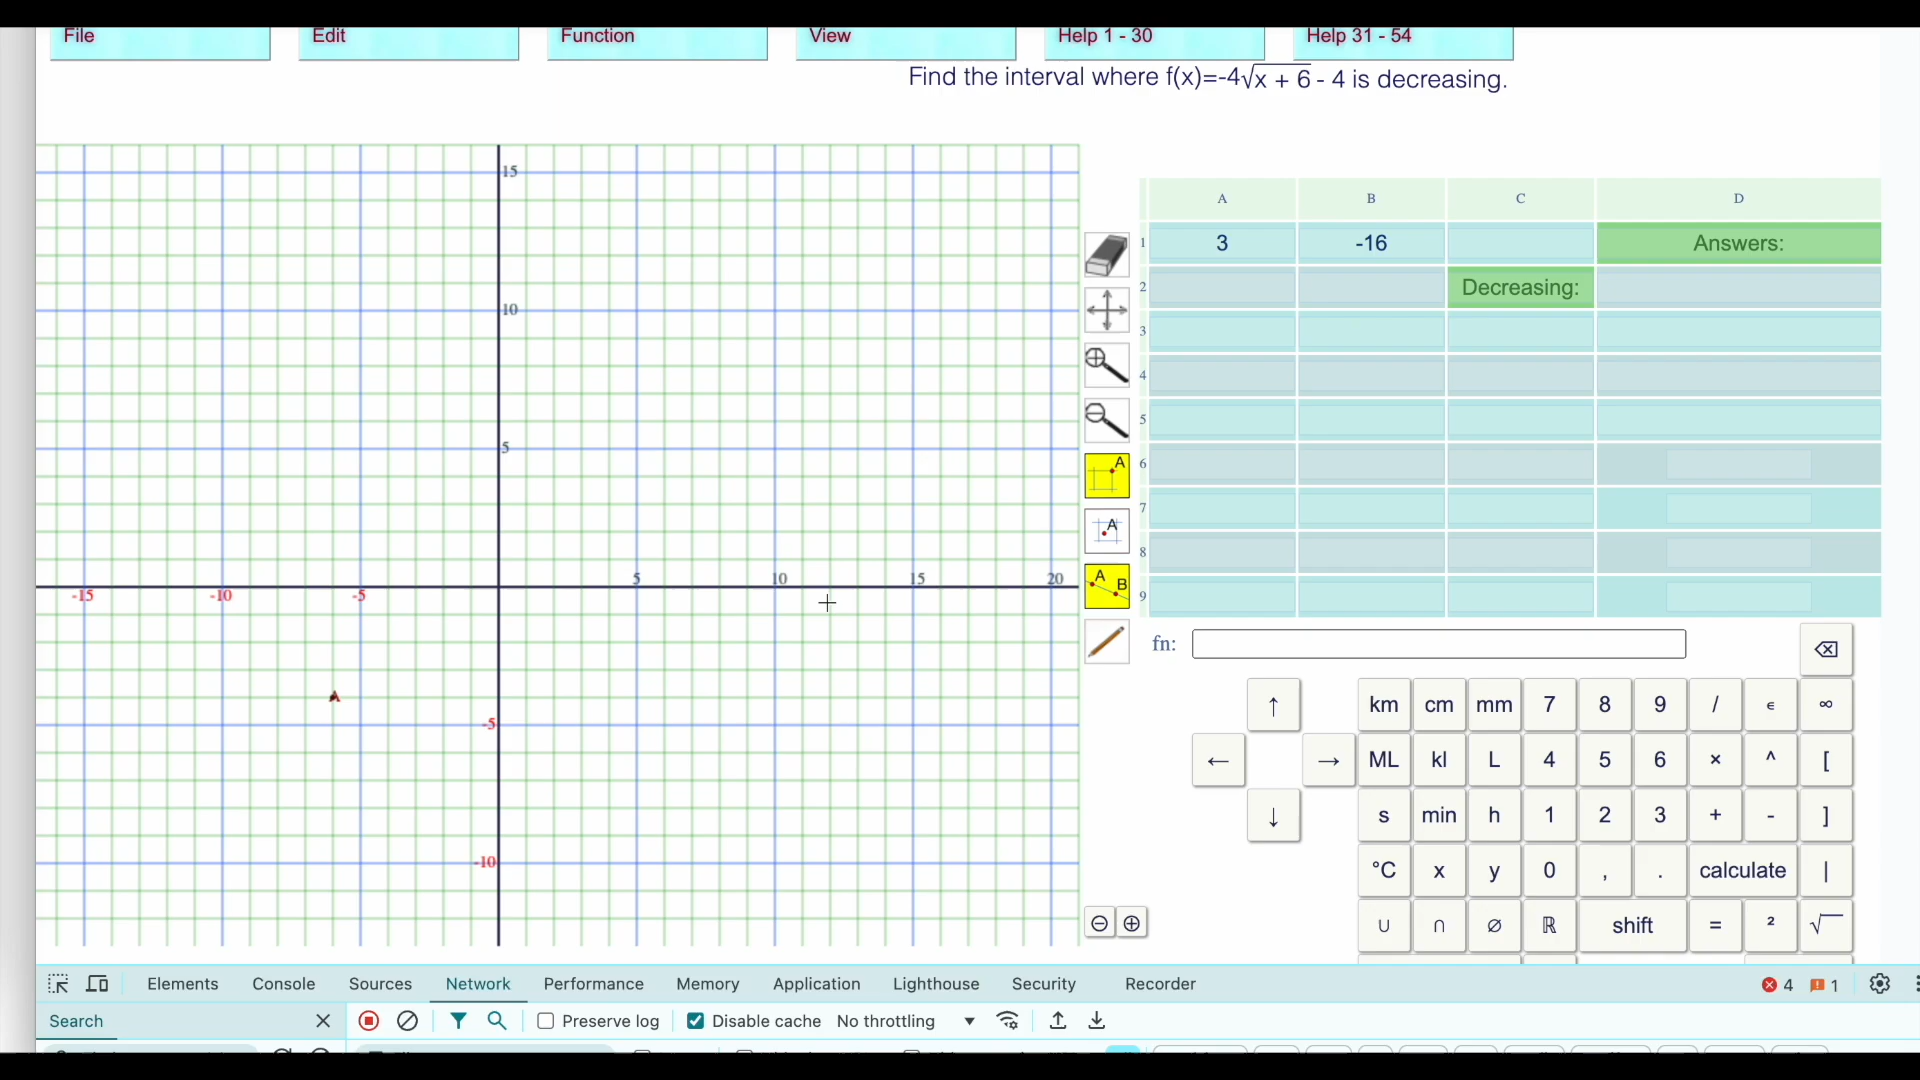 File Edit Function View Help 1 - 30 Help 31 - 54
Find the interval where f(x)=-4√x + 6 - 4 is decreasing.
15
10
5
-15 -10 -5 5 10 15 20
-5
-10
A
A
A
A B
A B C D
1 3 -16 Answers:
2 Decreasing:
3
4
5
6
7
8
9
fn:
⌫
↑ km cm mm 7 8 9 / ϵ ∞
← → ML kl L 4 5 6 × ^ [
↓ s min h 1 2 3 + - ]
°C x y 0 , . calculate |
∪ ∩ ∅ ℝ shift = ² √
Elements Console Sources Network Performance Memory Application Lighthouse Security Recorder 4 1
Search Preserve log Disable cache No throttling